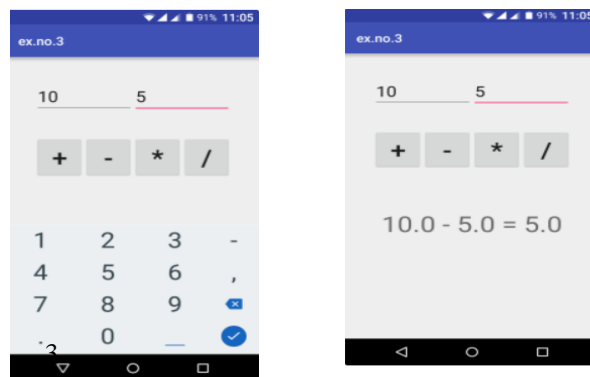 91% 11:05
ex.no.3
10 5
+ - * /
1 2 3 -
4 5 6 ,
7 8 9
. 0 _
3
91% 11:05
ex.no.3
10 5
+ - * /
10.0 - 5.0 = 5.0